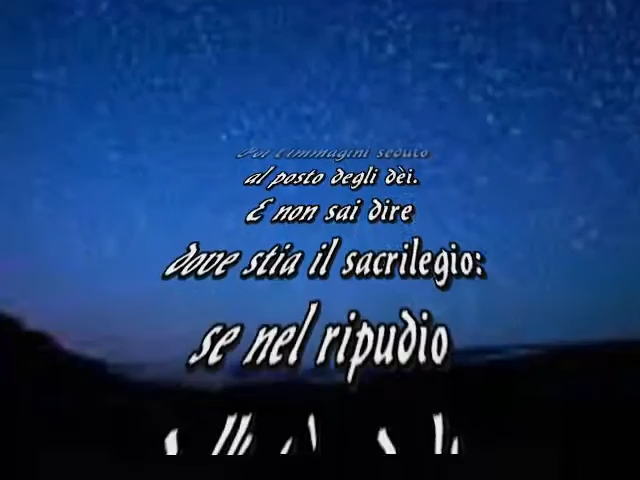 Poi t'immagini seduto
al posto degli dèi.
E non sai dire
dove stia il sacrilegio:
se nel ripudio